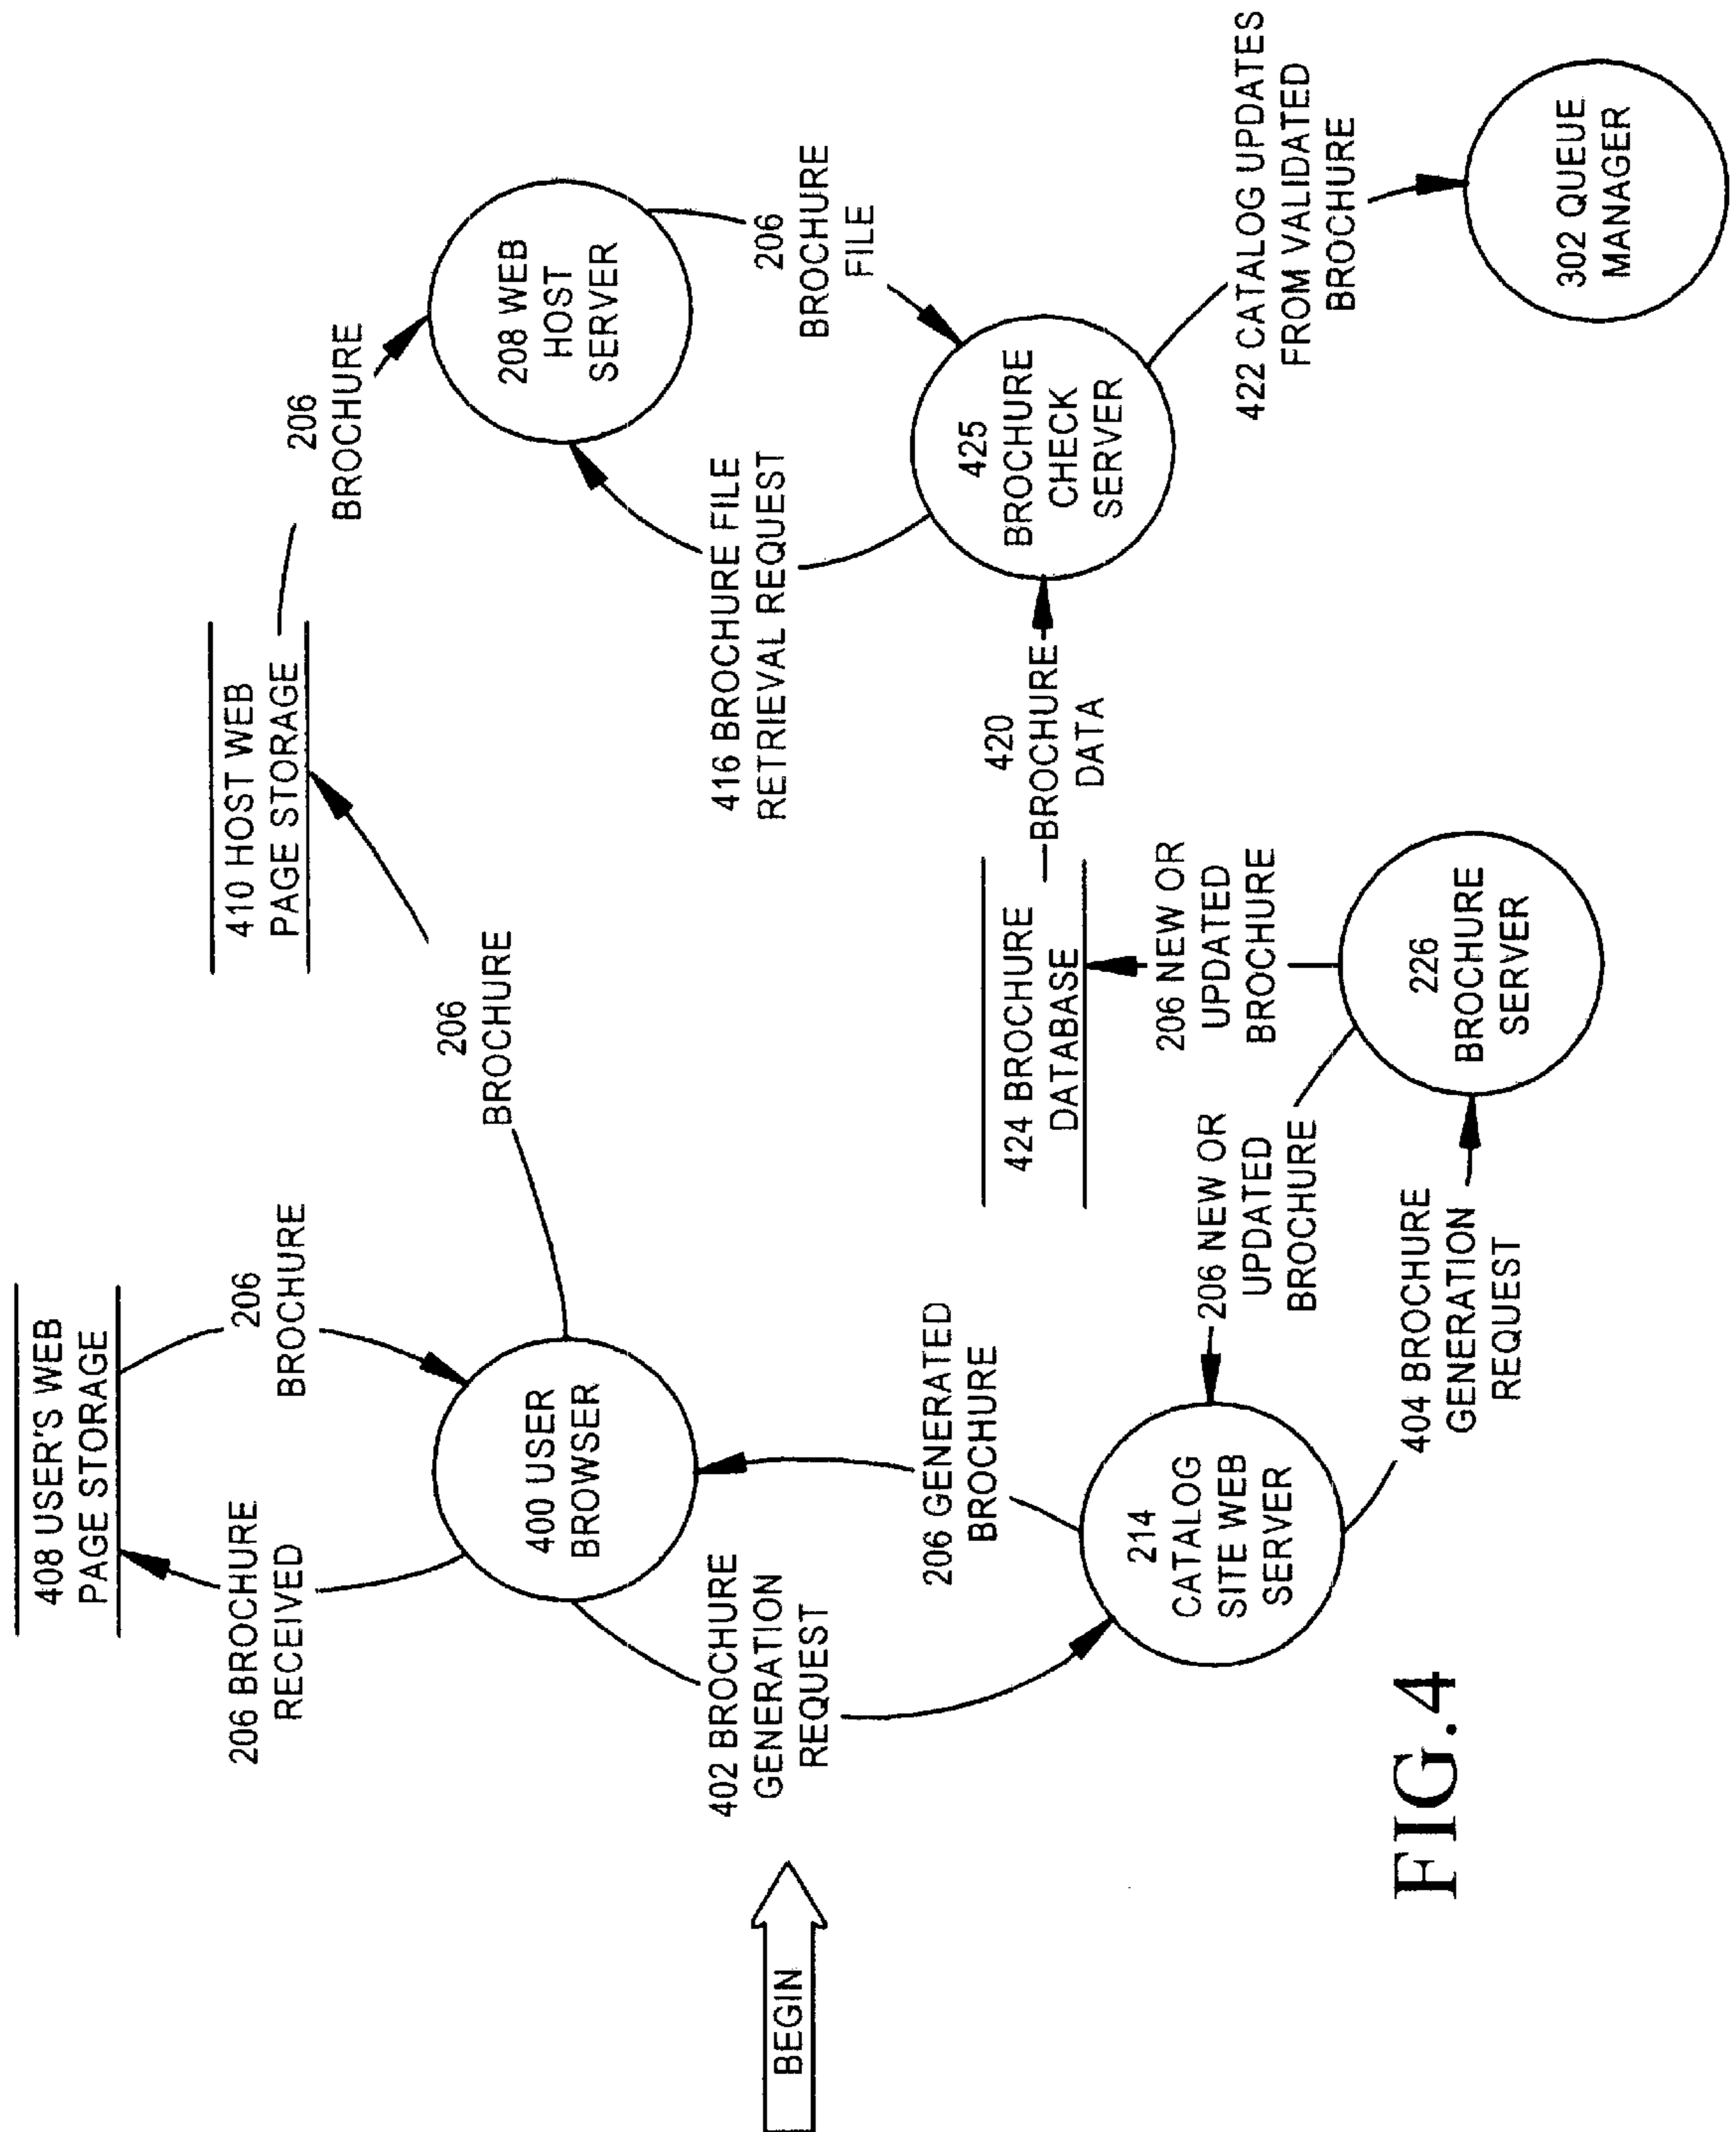 408 USER'S WEB
PAGE STORAGE
206 BROCHURE
RECEIVED
206
BROCHURE
400 USER
BROWSER
206
BROCHURE
410 HOST WEB
PAGE STORAGE
206
BROCHURE
208 WEB
HOST
SERVER
BEGIN
402 BROCHURE
GENERATION
REQUEST
206 GENERATED
BROCHURE
416 BROCHURE FILE
RETRIEVAL REQUEST
206
BROCHURE
FILE
214
CATALOG
SITE WEB
SERVER
206 NEW OR
UPDATED
BROCHURE
424 BROCHURE
DATABASE
420
BROCHURE
DATA
425
BROCHURE
CHECK
SERVER
206 NEW OR
UPDATED
BROCHURE
422 CATALOG UPDATES
FROM VALIDATED
BROCHURE
404 BROCHURE
GENERATION
REQUEST
226
BROCHURE
SERVER
302 QUEUE
MANAGER
FIG.4